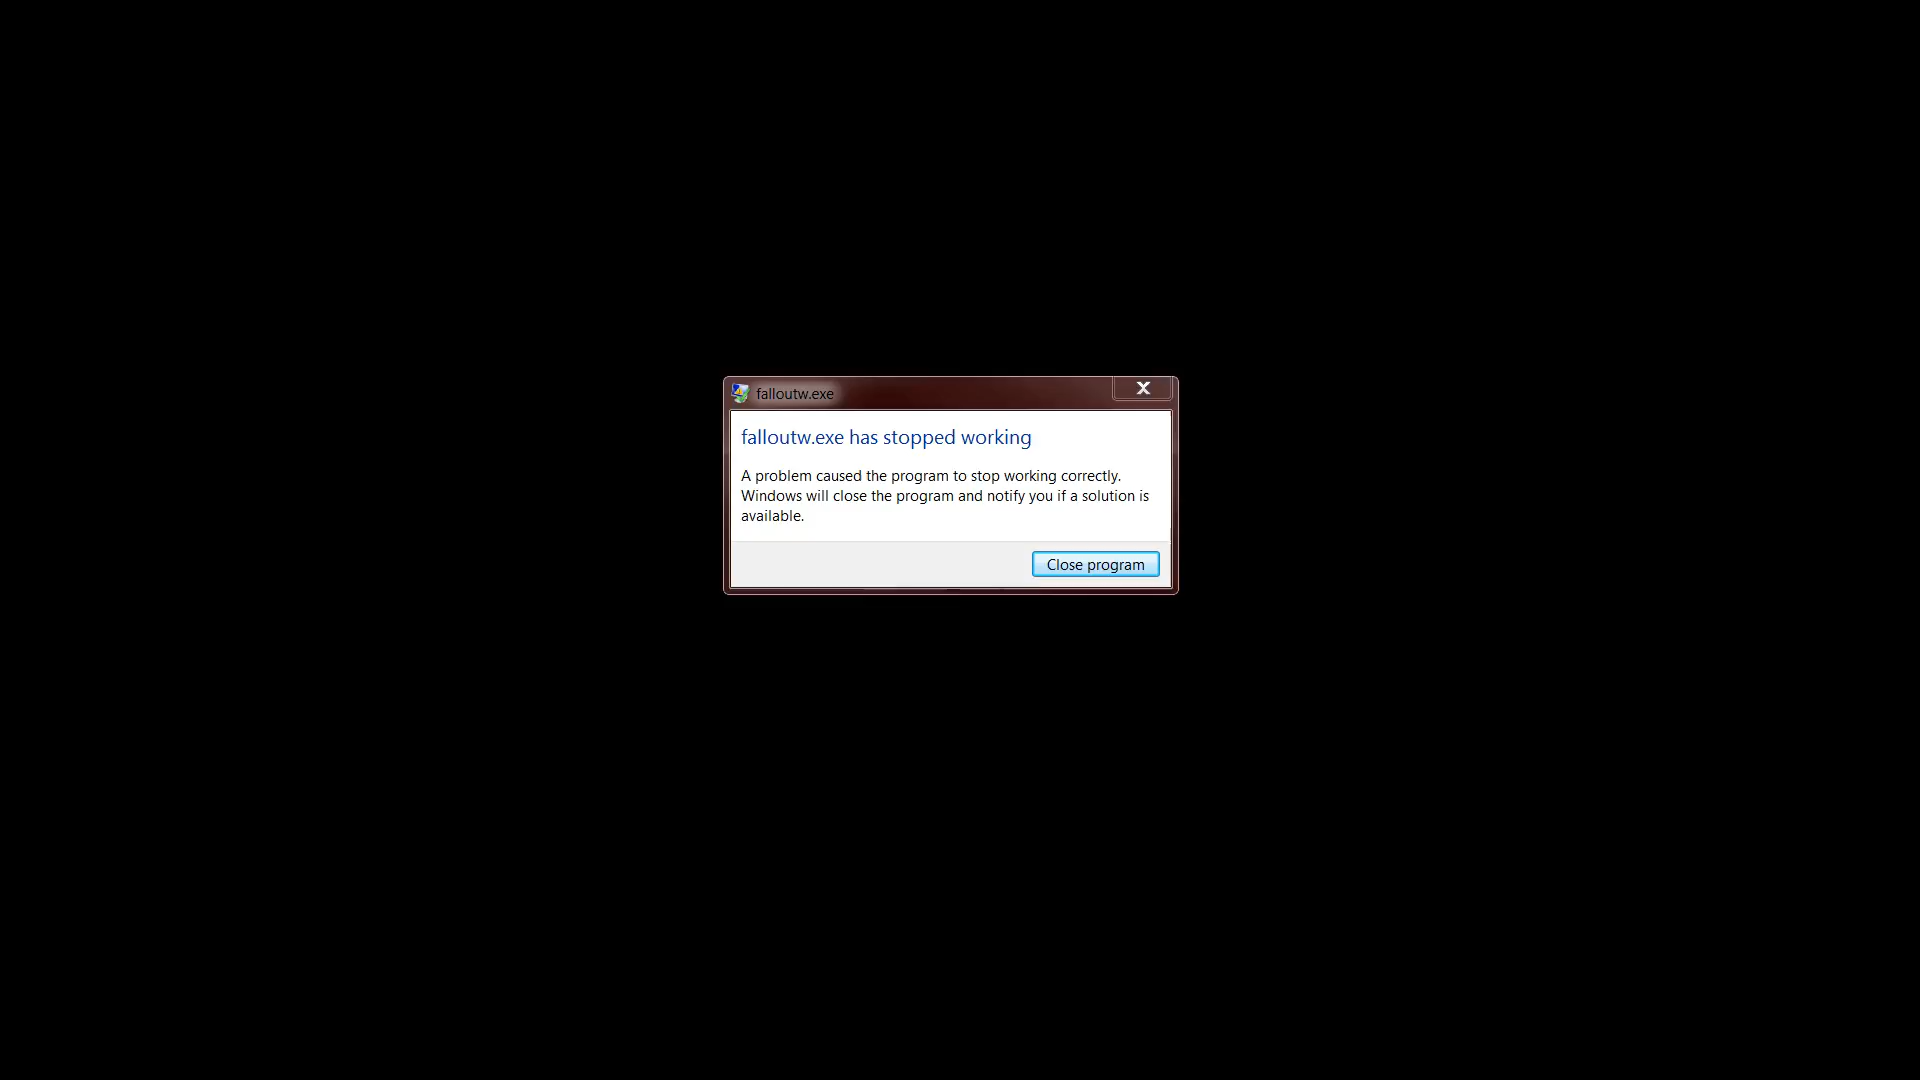 falloutw.exe
falloutw.exe has stopped working
A problem caused the program to stop working correctly.
Windows will close the program and notify you if a solution is
available.
Close program